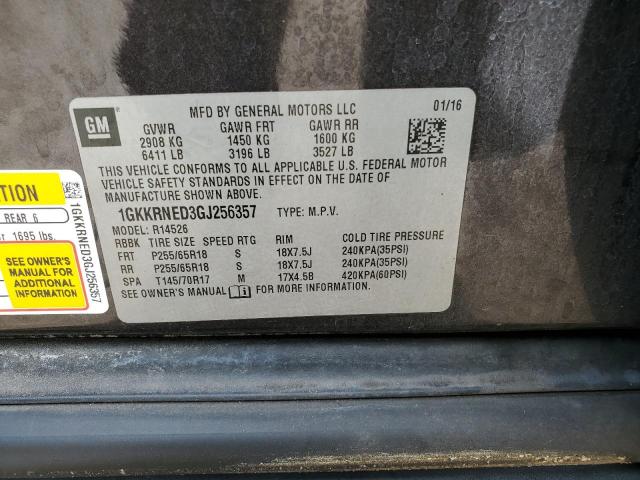 GM
MFD BY GENERAL MOTORS LLC
01/16
GVWR GAWR FRT GAWR RR
2908 KG 1450 KG 1600 KG
6411 LB 3196 LB 3527 LB
THIS VEHICLE CONFORMS TO ALL APPLICABLE U.S. FEDERAL MOTOR
VEHICLE SAFETY STANDARDS IN EFFECT ON THE DATE OF
MANUFACTURE SHOWN ABOVE.
1GKKRNED3GJ256357 TYPE: M.P.V.
MODEL: R14526
RBBK TIRE SIZE SPEED RTG RIM COLD TIRE PRESSURE
FRT P255/65R18 S 18X7.5J 240KPA(35PSI)
RR P255/65R18 S 18X7.5J 240KPA(35PSI)
SPA T145/70R17 M 17X4.5B 420KPA(60PSI)
SEE OWNER'S MANUAL FOR MORE INFORMATION.
REAR 6
1695 lbs.
SEE OWNER'S
MANUAL FOR
ADDITIONAL
INFORMATION
1GKKRNED3GJ256357